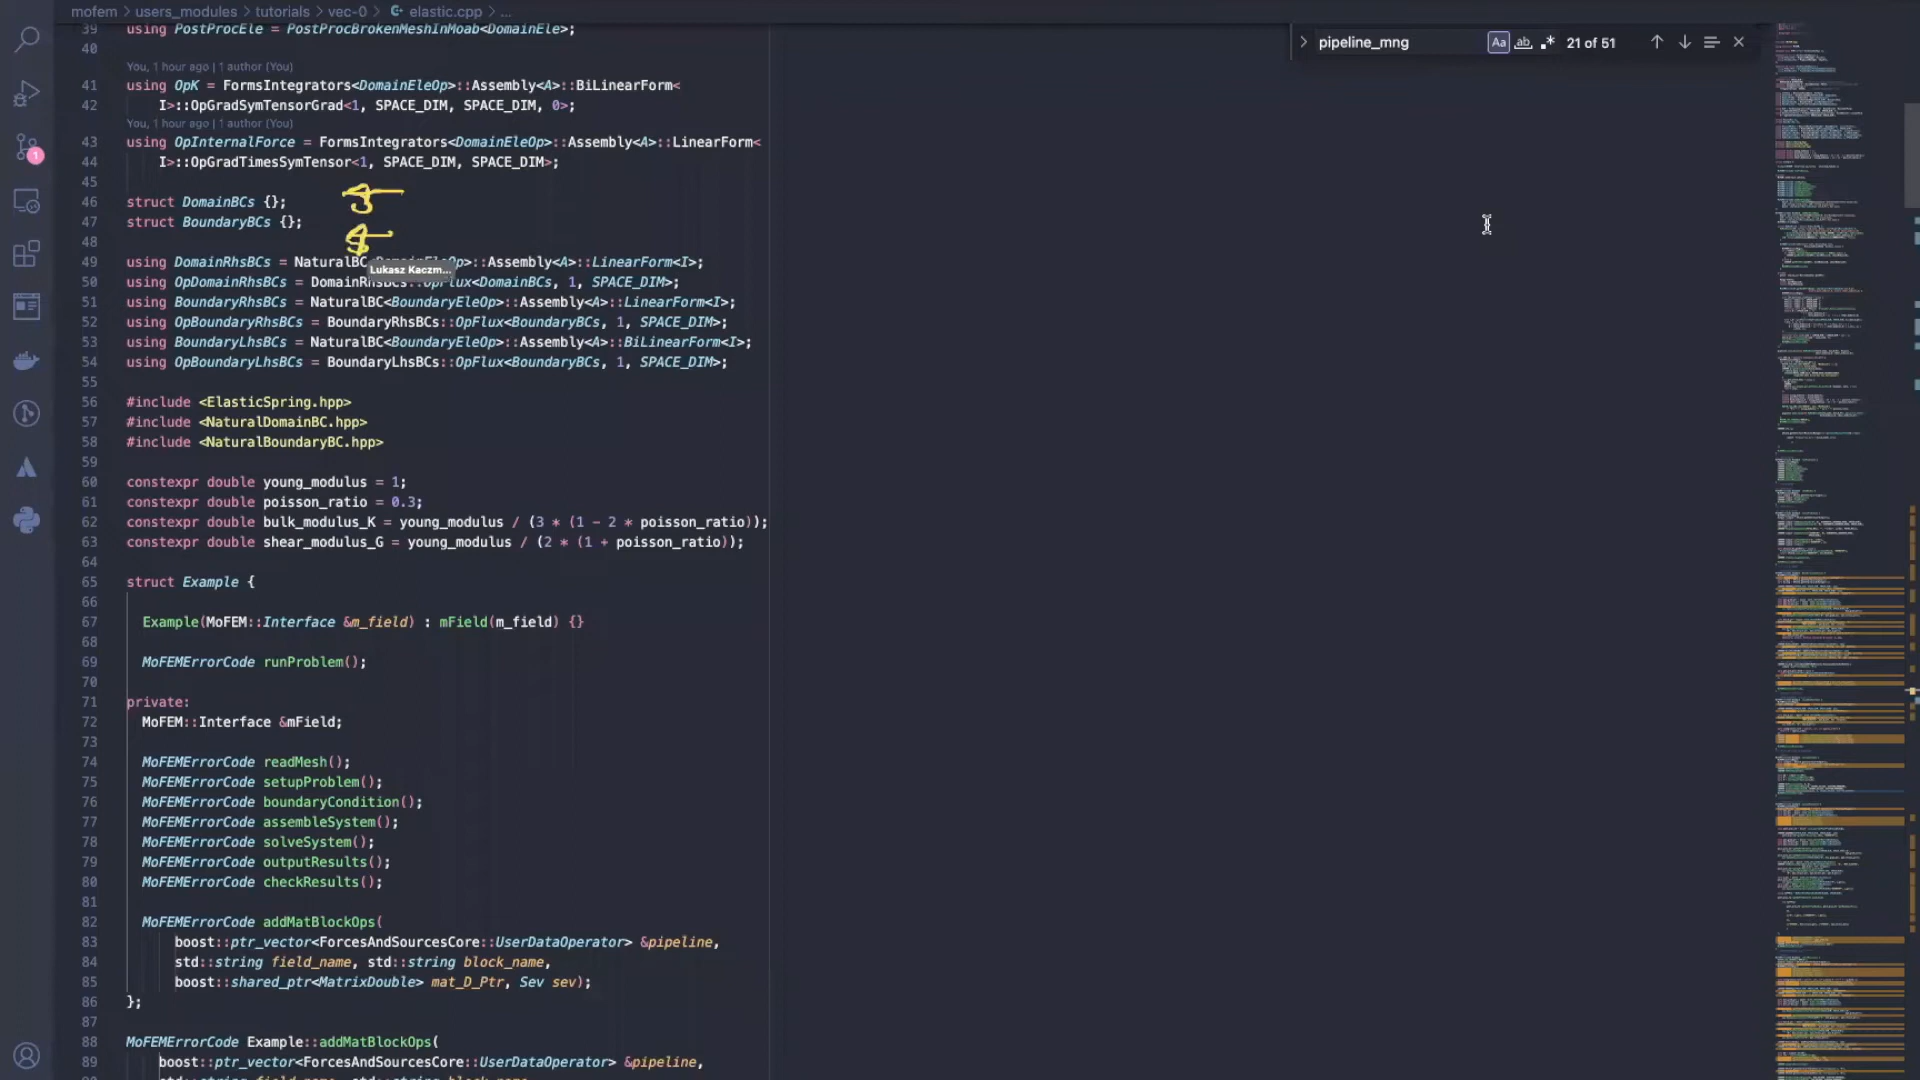 mofem > users_modules > tutorials > vec-0 > elastic.cpp > ...
pipeline_mng
Aa
ab
.*
21 of 51
39 using PostProcEle = PostProcBrokenMeshInMoab<DomainEle>;
40
You, 1 hour ago | 1 author (You)
41 using OpK = FormsIntegrators<DomainEleOp>::Assembly<A>::BiLinearForm<
42 I>::OpGradSymTensorGrad<1, SPACE_DIM, SPACE_DIM, 0>;
You, 1 hour ago | 1 author (You)
43 using OpInternalForce = FormsIntegrators<DomainEleOp>::Assembly<A>::LinearForm<
44 I>::OpGradTimesSymTensor<1, SPACE_DIM, SPACE_DIM>;
45
46 struct DomainBCs {};
47 struct BoundaryBCs {};
48
49 using DomainRhsBCs = NaturalBC<DomainEleOp>::Assembly<A>::LinearForm<I>;
Lukasz Kaczm...
50 using OpDomainRhsBCs = DomainRhsBCs::OpFlux<DomainBCs, 1, SPACE_DIM>;
51 using BoundaryRhsBCs = NaturalBC<BoundaryEleOp>::Assembly<A>::LinearForm<I>;
52 using OpBoundaryRhsBCs = BoundaryRhsBCs::OpFlux<BoundaryBCs, 1, SPACE_DIM>;
53 using BoundaryLhsBCs = NaturalBC<BoundaryEleOp>::Assembly<A>::BiLinearForm<I>;
54 using OpBoundaryLhsBCs = BoundaryLhsBCs::OpFlux<BoundaryBCs, 1, SPACE_DIM>;
55
56 #include <ElasticSpring.hpp>
57 #include <NaturalDomainBC.hpp>
58 #include <NaturalBoundaryBC.hpp>
59
60 constexpr double young_modulus = 1;
61 constexpr double poisson_ratio = 0.3;
62 constexpr double bulk_modulus_K = young_modulus / (3 * (1 - 2 * poisson_ratio));
63 constexpr double shear_modulus_G = young_modulus / (2 * (1 + poisson_ratio));
64
65 struct Example {
66
67 Example(MoFEM::Interface &m_field) : mField(m_field) {}
68
69 MoFEMErrorCode runProblem();
70
71 private:
72 MoFEM::Interface &mField;
73
74 MoFEMErrorCode readMesh();
75 MoFEMErrorCode setupProblem();
76 MoFEMErrorCode boundaryCondition();
77 MoFEMErrorCode assembleSystem();
78 MoFEMErrorCode solveSystem();
79 MoFEMErrorCode outputResults();
80 MoFEMErrorCode checkResults();
81
82 MoFEMErrorCode addMatBlockOps(
83 boost::ptr_vector<ForcesAndSourcesCore::UserDataOperator> &pipeline,
84 std::string field_name, std::string block_name,
85 boost::shared_ptr<MatrixDouble> mat_D_Ptr, Sev sev);
86 };
87
88 MoFEMErrorCode Example::addMatBlockOps(
89 boost::ptr_vector<ForcesAndSourcesCore::UserDataOperator> &pipeline,
1